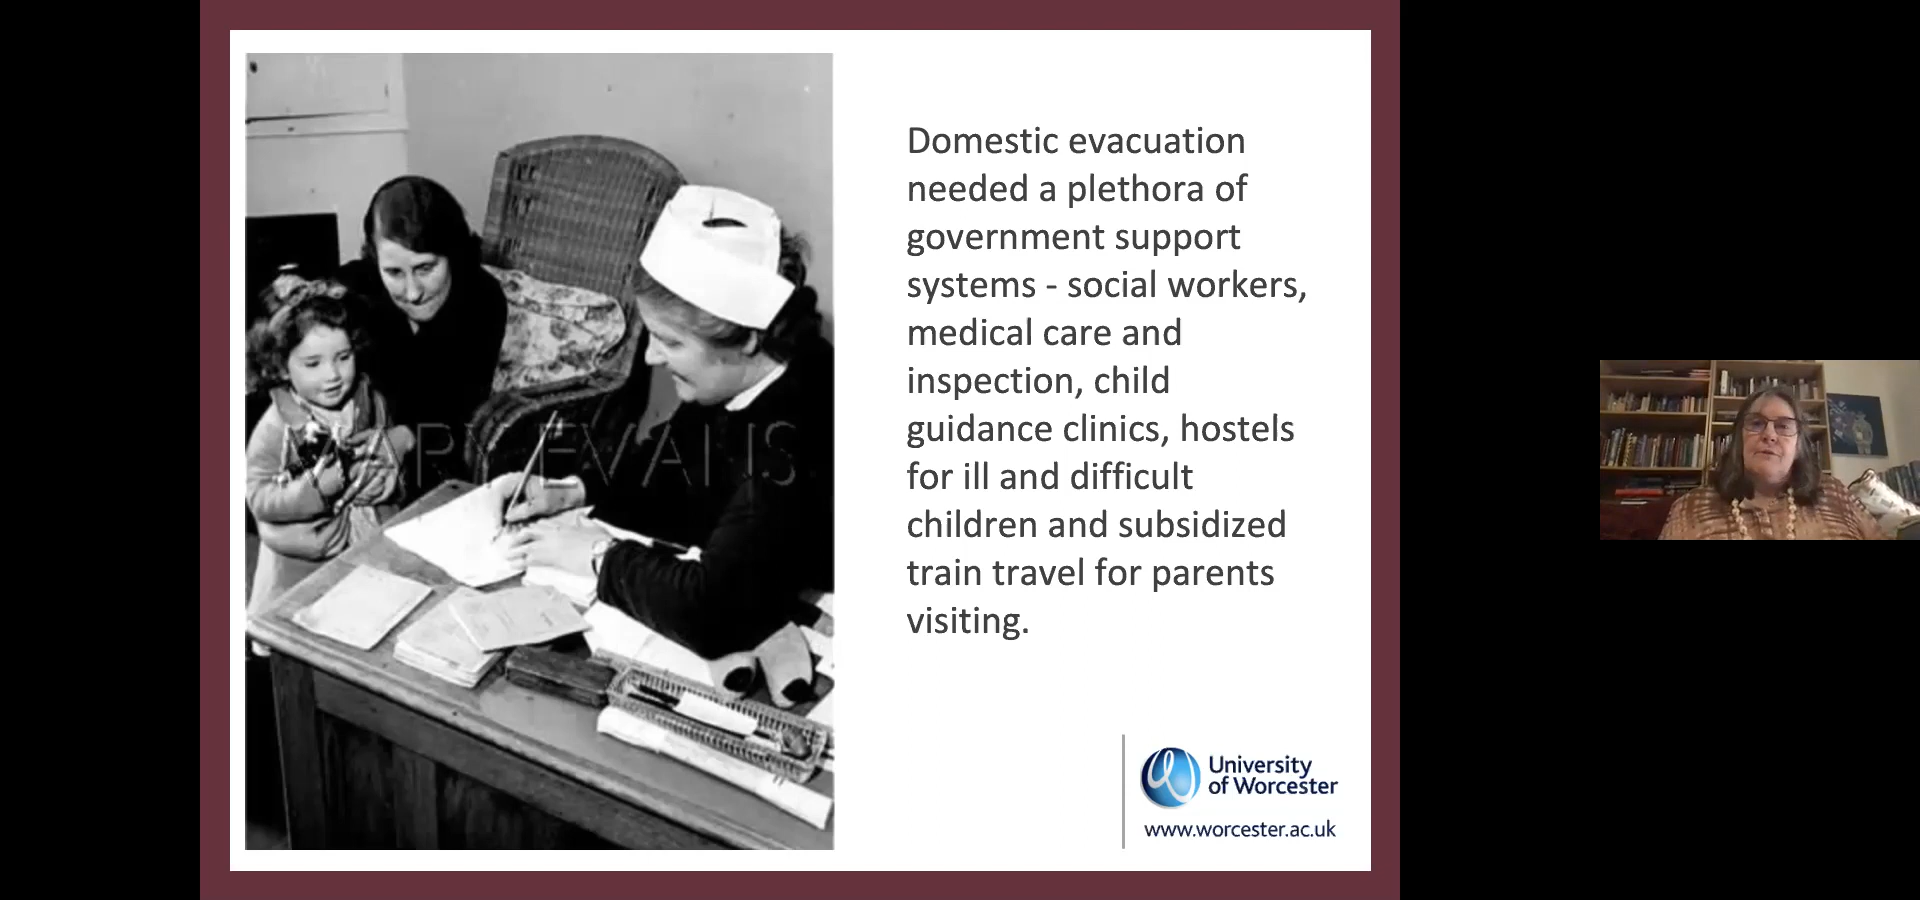 Domestic evacuation
needed a plethora of
government support
systems - social workers,
medical care and
inspection, child
guidance clinics, hostels
for ill and difficult
children and subsidized
train travel for parents
visiting.
MARY EVANS
University
of Worcester
www.worcester.ac.uk